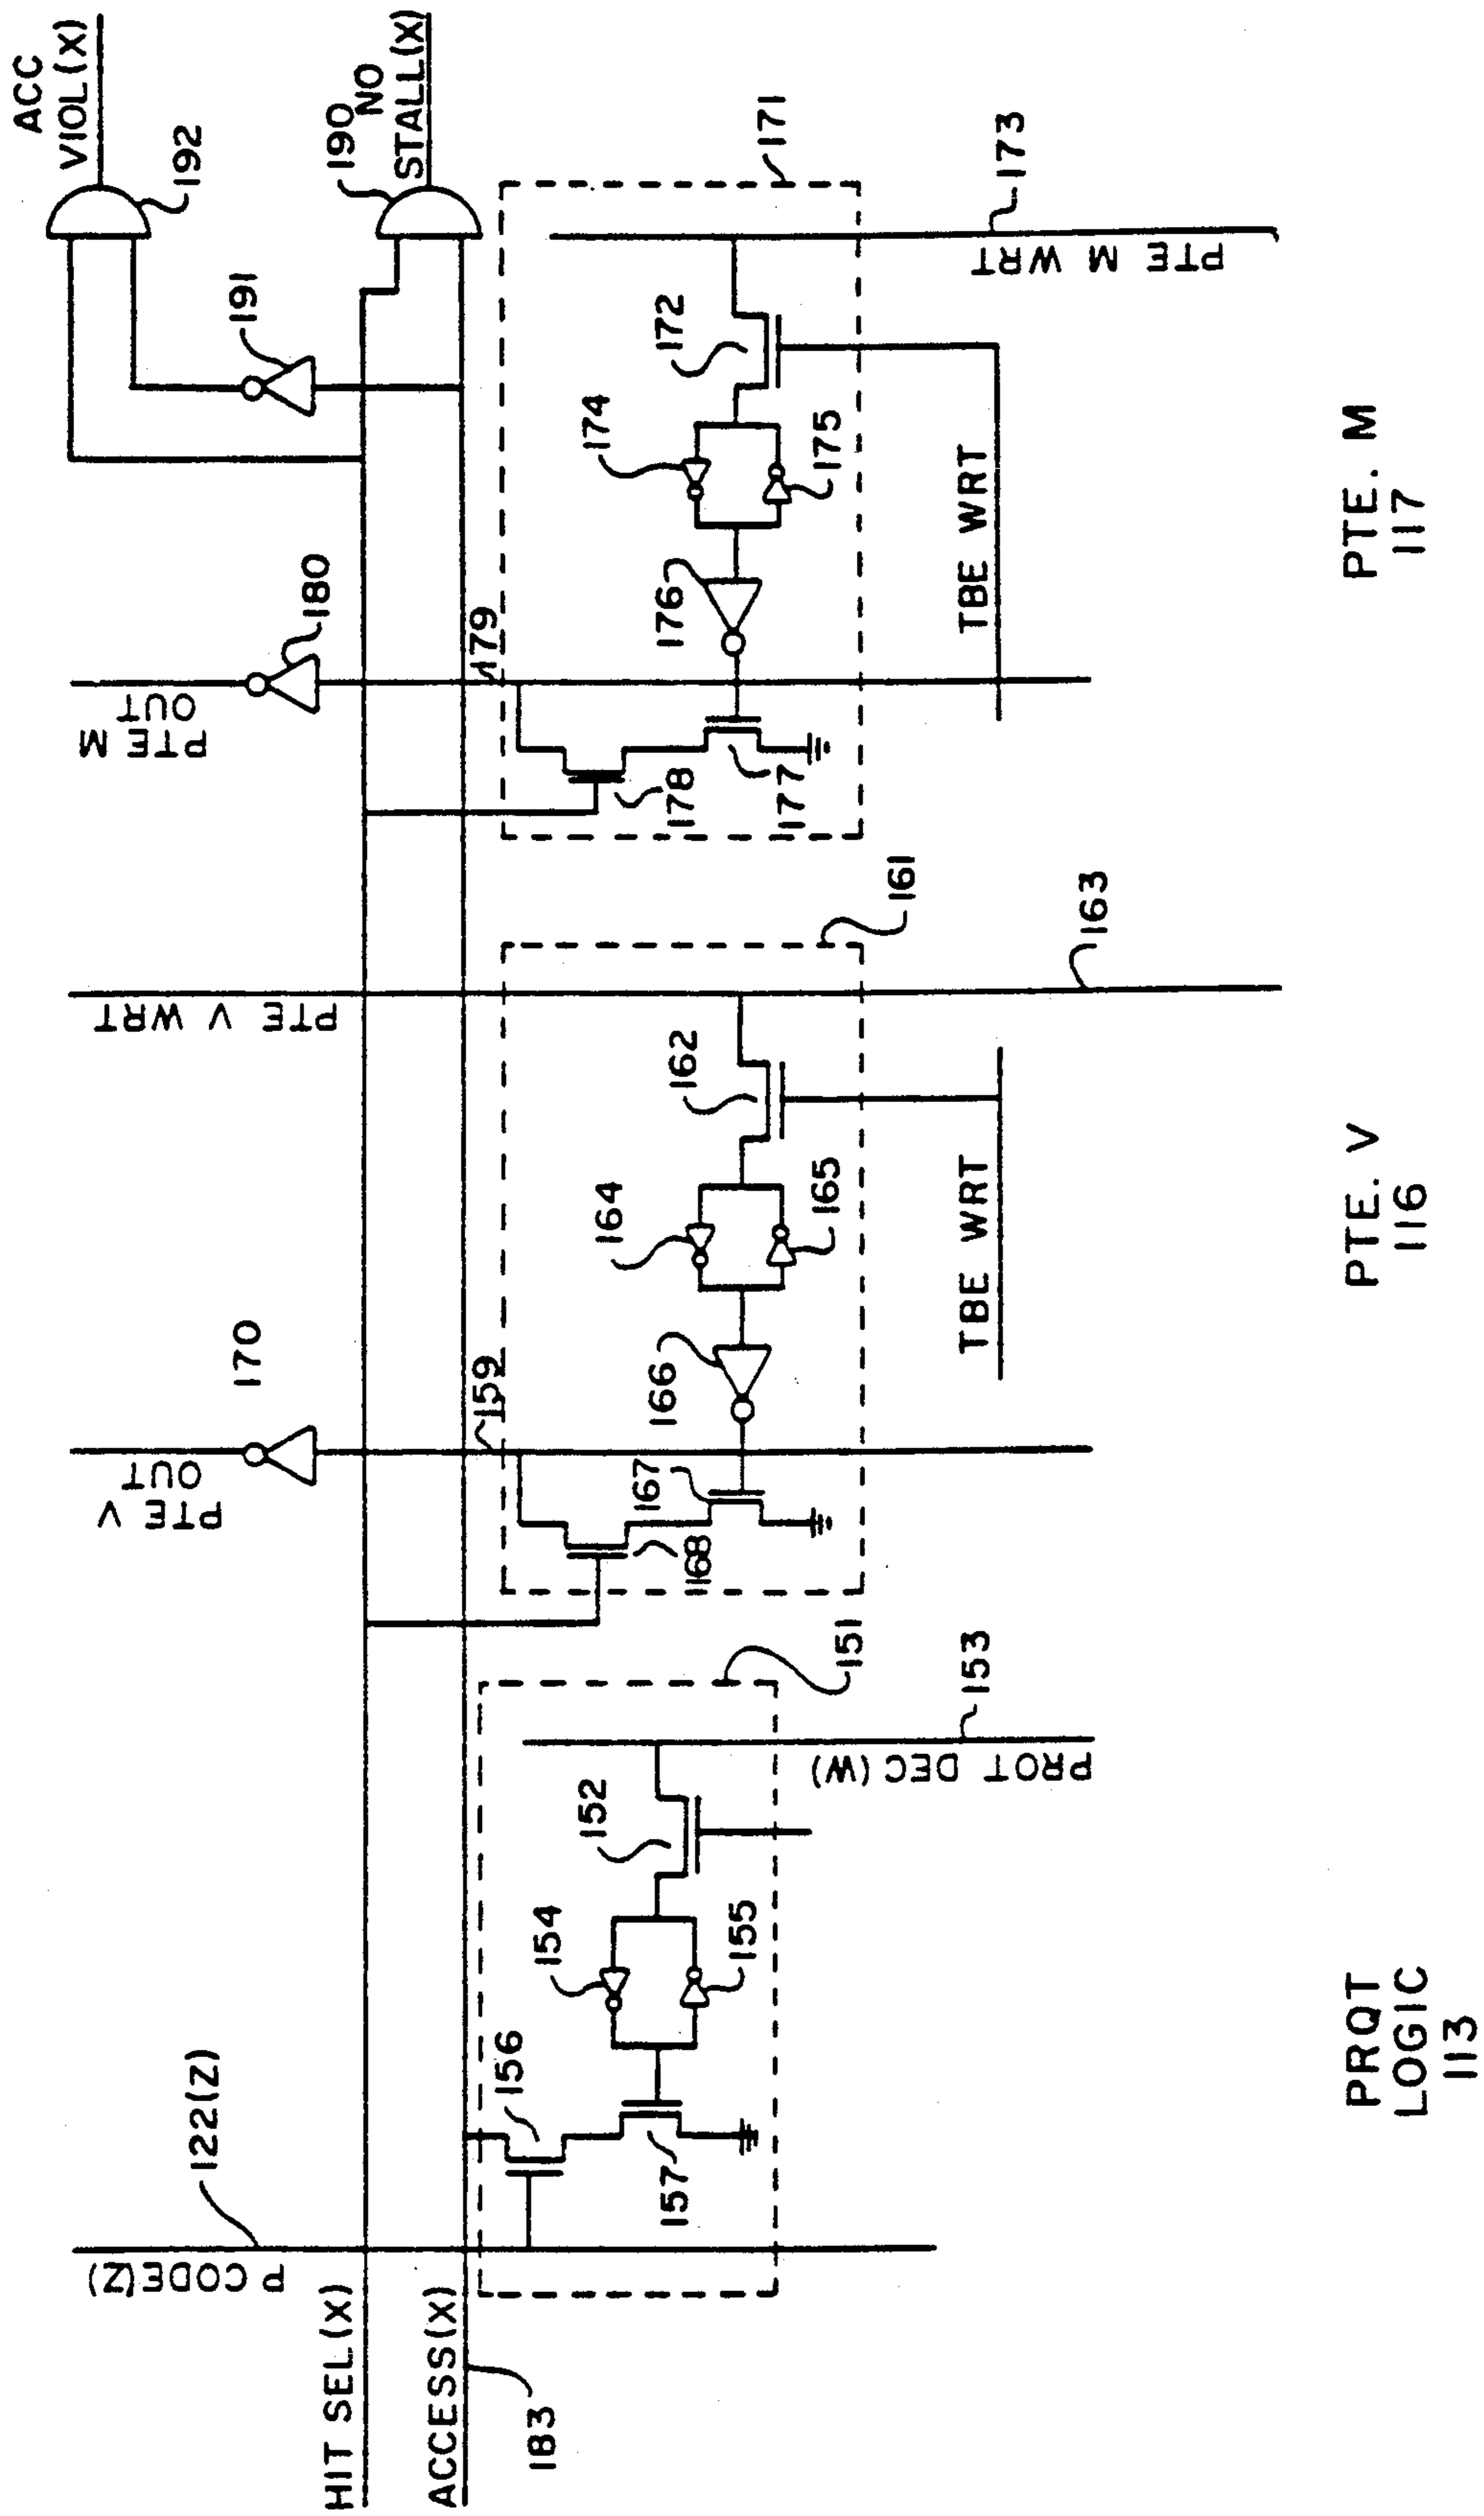 ACC
VIOL(X)
192
190
NO
STALL(X)
191
171
173
PTE M WRT
172
174
175
176
180
PTE M
OUT
179
178
177
TBE WRT
PTE. M
117
161
163
PTE V WRT
162
164
165
166
170
PTE V
OUT
159
167
168
TBE WRT
PTE. V
116
151
153
PROT DEC (W)
152
154
155
156
157
122(Z)
P CODE(Z)
HIT SEL(X)
ACCESS(X)
183
PRQT
LOGIC
113